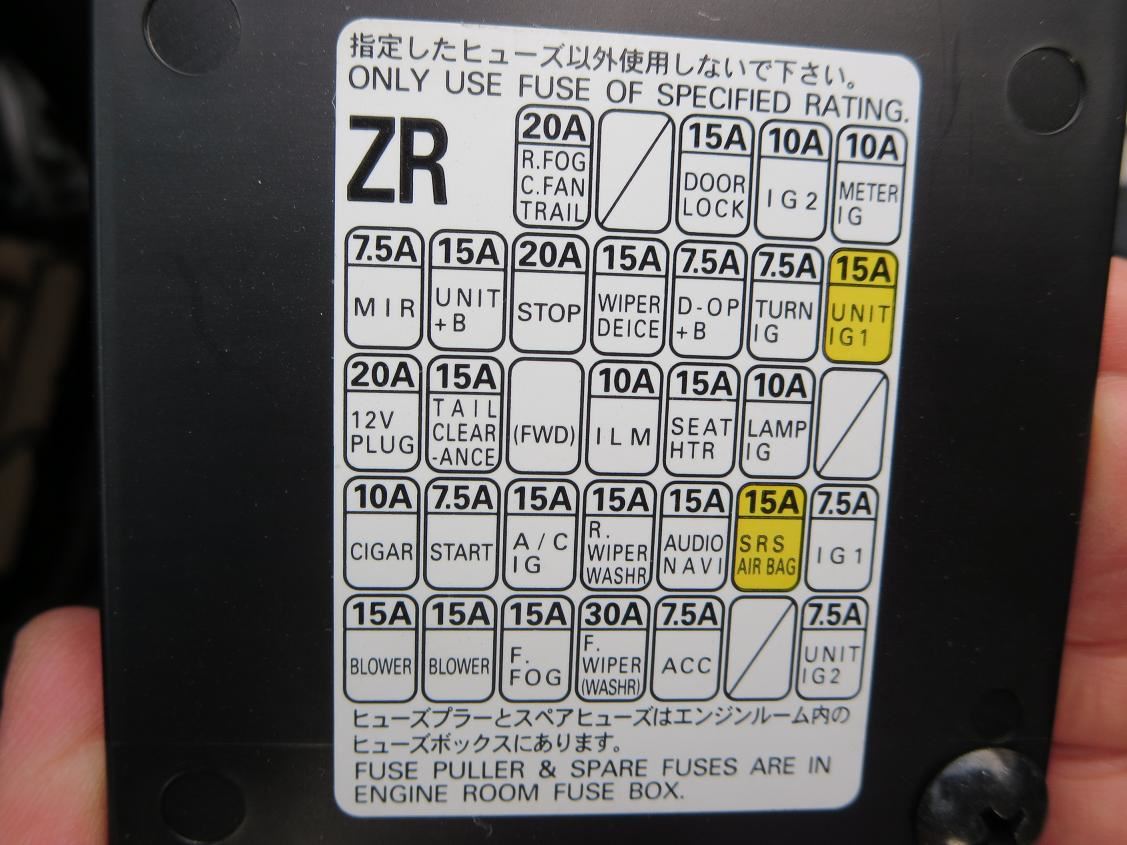 指定したヒューズ以外使用しないで下さい。
ONLY USE FUSE OF SPECIFIED RATING.
ZR
20A
R.FOG
C.FAN
TRAIL
15A
DOOR
LOCK
10A
IG2
10A
METER
IG
7.5A
MIR
15A
UNIT
+B
20A
STOP
15A
WIPER
DEICE
7.5A
D-OP
+B
7.5A
TURN
IG
15A
UNIT
IG1
20A
12V
PLUG
15A
TAIL
CLEAR
-ANCE
(FWD)
10A
ILM
15A
SEAT
HTR
10A
LAMP
IG
10A
CIGAR
7.5A
START
15A
A/C
IG
15A
R.
WIPER
WASHR
15A
AUDIO
NAVI
15A
SRS
AIR BAG
7.5A
IG1
15A
BLOWER
15A
BLOWER
15A
F.
FOG
30A
F.
WIPER
(WASHR)
7.5A
ACC
7.5A
UNIT
IG2
ヒューズプラーとスペアヒューズはエンジンルーム内の
ヒューズボックスにあります。
FUSE PULLER & SPARE FUSES ARE IN
ENGINE ROOM FUSE BOX.